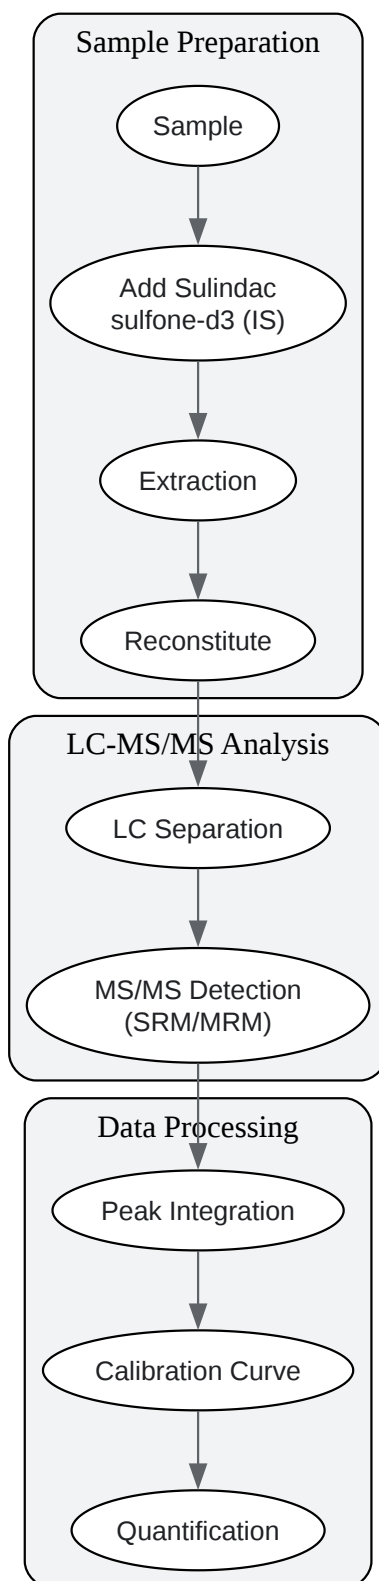 Sample Preparation
Sample
Add Sulindac
sulfone-d3 (IS)
Extraction
Reconstitute
LC-MS/MS Analysis
LC Separation
MS/MS Detection
(SRM/MRM)
Data Processing
Peak Integration
Calibration Curve
Quantification